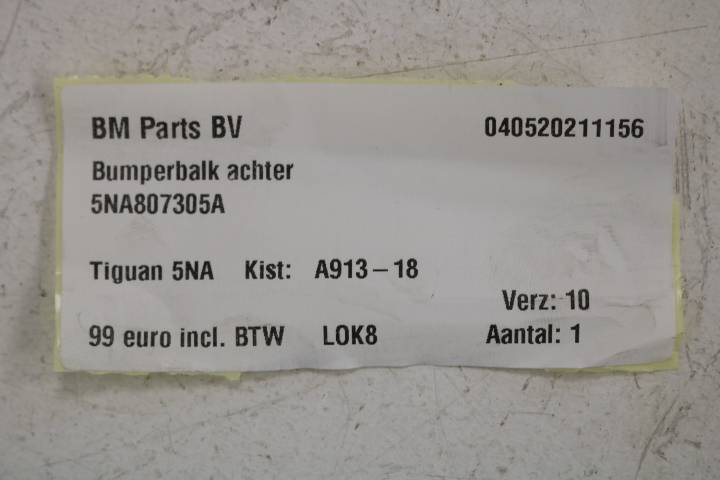 BM Parts BV 040520211156
Bumperbalk achter
5NA807305A
Tiguan 5NA Kist: A913-18
Verz: 10
99 euro incl. BTW LOK8 Aantal: 1